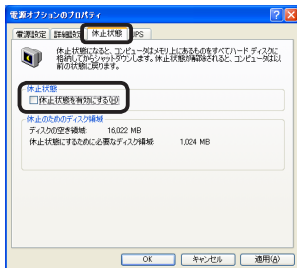 電源オプションのプロパティ
電源設定 詳細設定 休止状態 UPS
休止状態になると、コンピュータはメモリ上にあるものをすべてハード ディスクに
格納してからシャットダウンします。休止状態が解除されると、コンピュータは以
前の状態に戻ります。
休止状態
休止状態を有効にする(H)
休止のためのディスク領域
ディスクの空き領域: 16,022 MB
休止状態にするために必要なディスク領域: 1,024 MB
OK キャンセル 適用(A)